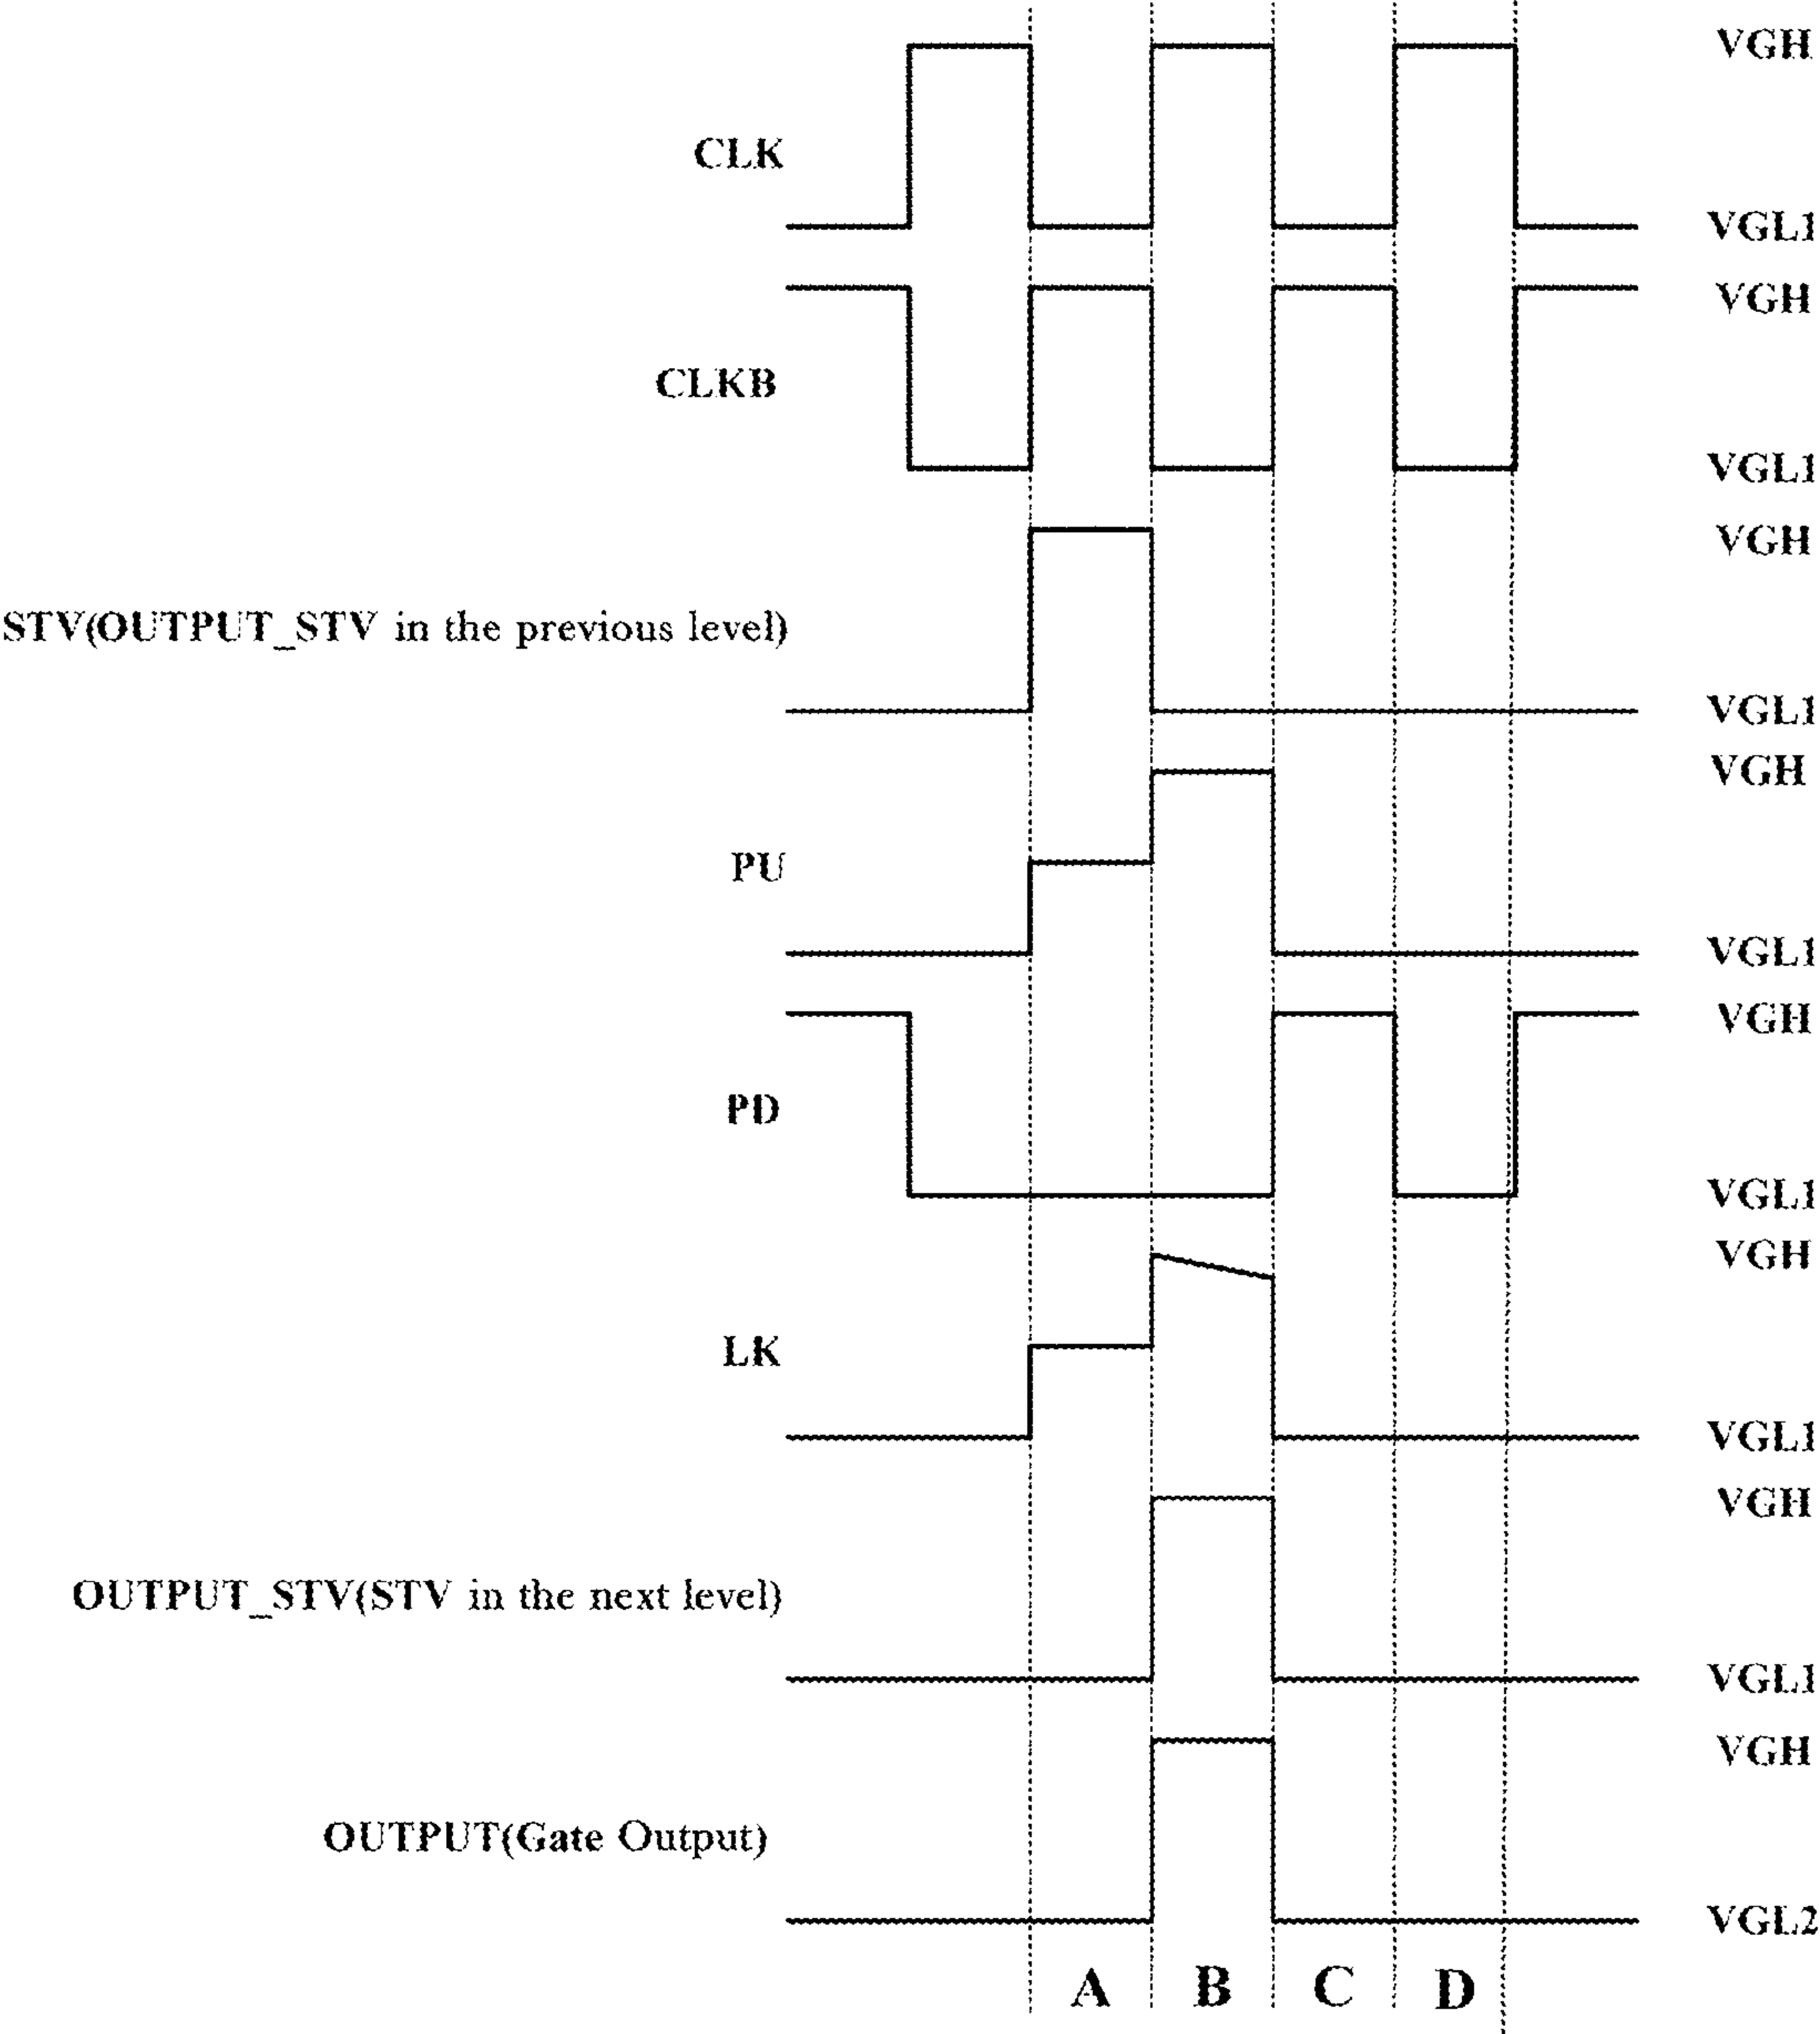 VGH
CLK
VGL1
VGH
CLKB
VGL1
VGH
STV(OUTPUT_STV in the previous level)
VGL1
VGH
PU
VGL1
VGH
PD
VGL1
VGH
LK
VGL1
VGH
OUTPUT_STV(STV in the next level)
VGL1
VGH
OUTPUT(Gate Output)
VGL2
A B C D